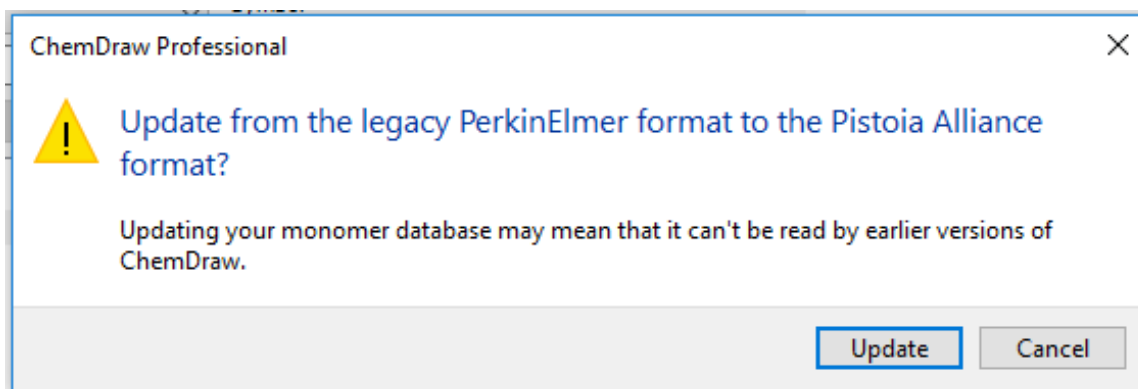 ChemDraw Professional
Update from the legacy PerkinElmer format to the Pistoia Alliance
format?
Updating your monomer database may mean that it can't be read by earlier versions of
ChemDraw.
Update Cancel